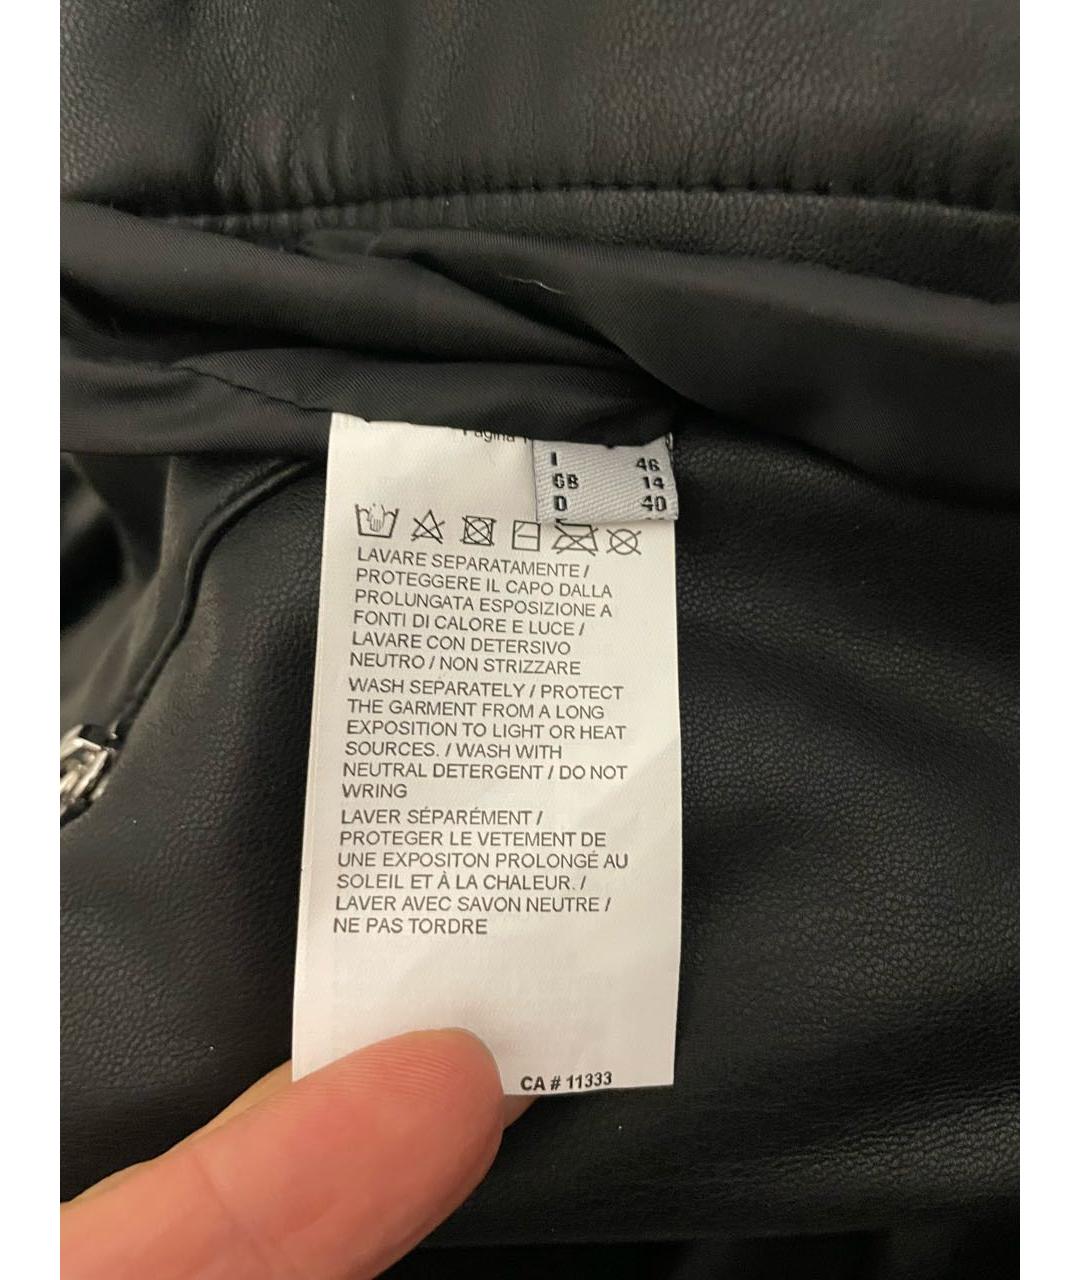 Pagina 1
I 46
GB 14
D 40
LAVARE SEPARATAMENTE /
PROTEGGERE IL CAPO DALLA
PROLUNGATA ESPOSIZIONE A
FONTI DI CALORE E LUCE /
LAVARE CON DETERSIVO
NEUTRO / NON STRIZZARE
WASH SEPARATELY / PROTECT
THE GARMENT FROM A LONG
EXPOSITION TO LIGHT OR HEAT
SOURCES. / WASH WITH
NEUTRAL DETERGENT / DO NOT
WRING
LAVER SÉPARÉMENT /
PROTEGER LE VETEMENT DE
UNE EXPOSITON PROLONGÉ AU
SOLEIL ET À LA CHALEUR. /
LAVER AVEC SAVON NEUTRE /
NE PAS TORDRE
CA # 11333